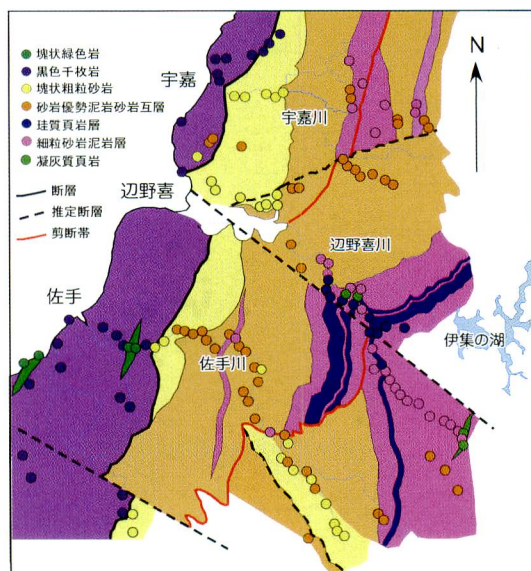 塊状緑色岩
黒色千枚岩
塊状粗粒砂岩
砂岩優勢泥岩砂岩互層
珪質頁岩層
細粒砂岩泥岩層
凝灰質頁岩
断層
推定断層
剪断帯
N
宇嘉
宇嘉川
辺野喜
辺野喜川
佐手
佐手川
伊集の湖